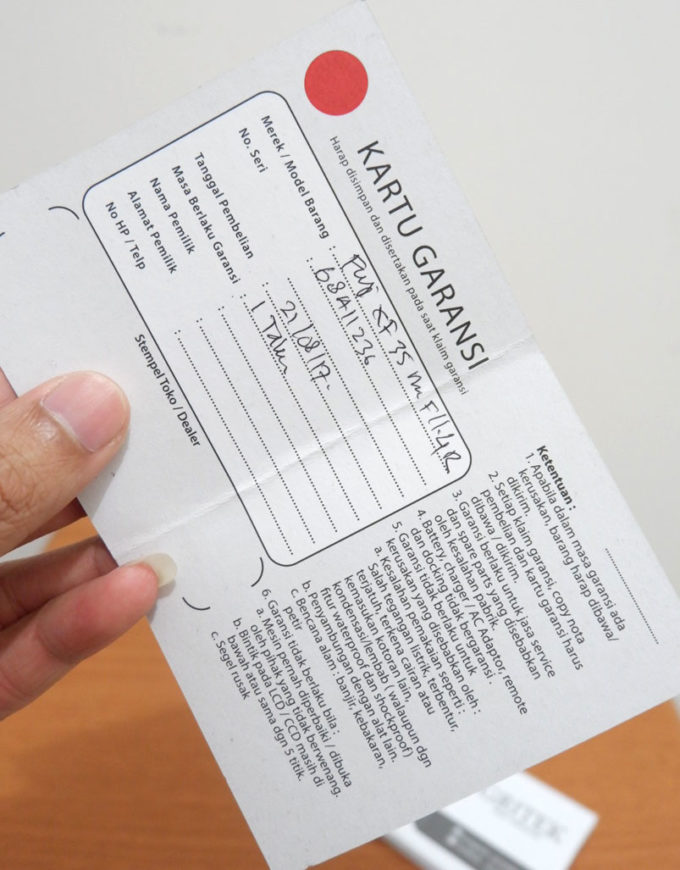 KARTU GARANSI
Harap disimpan dan disertakan pada saat klaim garansi
Merek / Model Barang : Fuji XF 35 mm F/1.4R
No. Seri : 68A11236
Tanggal Pembelian : 21/08/17.
Masa Berlaku Garansi : 1 Tahun
Nama Pemilik :
Alamat Pemilik
No HP / Telp :
Stempel Toko / Dealer
Ketentuan :
1. Apabila dalam masa garansi ada
kerusakan, barang harap dibawa/
dikirim.
2. Setiap klaim garansi, copy nota
pembelian dan kartu garansi harus
dibawa / dikirim.
3. Garansi berlaku untuk jasa service
dan spare parts yang disebabkan
oleh kesalahan pabrik.
4. Battery / charger / AC Adaptor, remote
dan docking tidak bergaransi.
5. Garansi tidak berlaku untuk
kerusakan yang disebabkan oleh :
a. Kesalahan pemakaian seperti :
Salah tegangan listrik, terbentur,
terjatuh, terkena cairan atau
kemasukan kotoran lain,
kondensasi/lembab ( walaupun dgn
fitur waterproof dan shockproof)
b. Penyambungan dengan alat lain.
c. Bencana alam : banjir, kebakaran,
petir
6. Garansi tidak berlaku bila :
a. Mesin pernah diperbaiki / dibuka
oleh pihak yang tidak berwenang.
b. Bintik pada LCD / CCD masih di
bawah atau sama dgn 5 titik.
c. Segel rusak